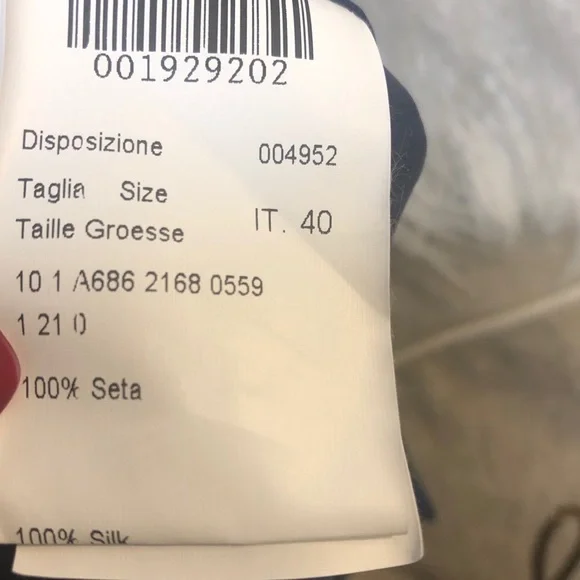 001929202
Disposizione 004952
Taglia Size
Taille Groesse IT. 40
10 1 A686 2168 0559
1 21 0
100% Seta
100% Silk